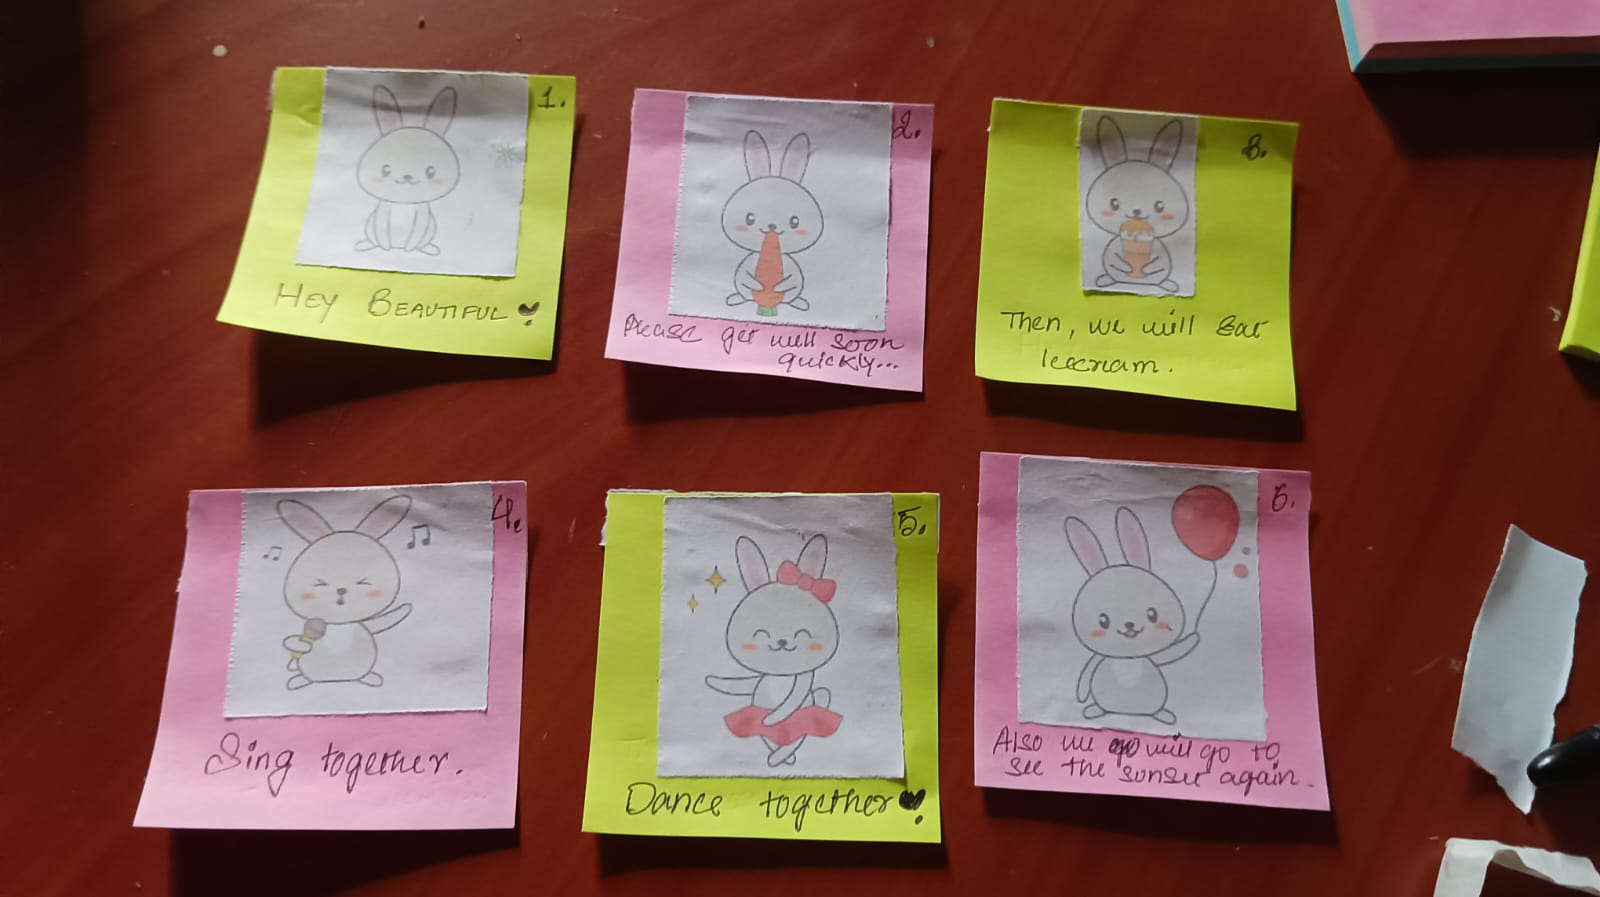 1.
HEY BEAUTIFUL
2.
Please get well soon
quickly...
3.
Then, we will Eat
Icecream.
4.
Sing together.
5.
Dance together
6.
Also we go will go to
see the sunset again.